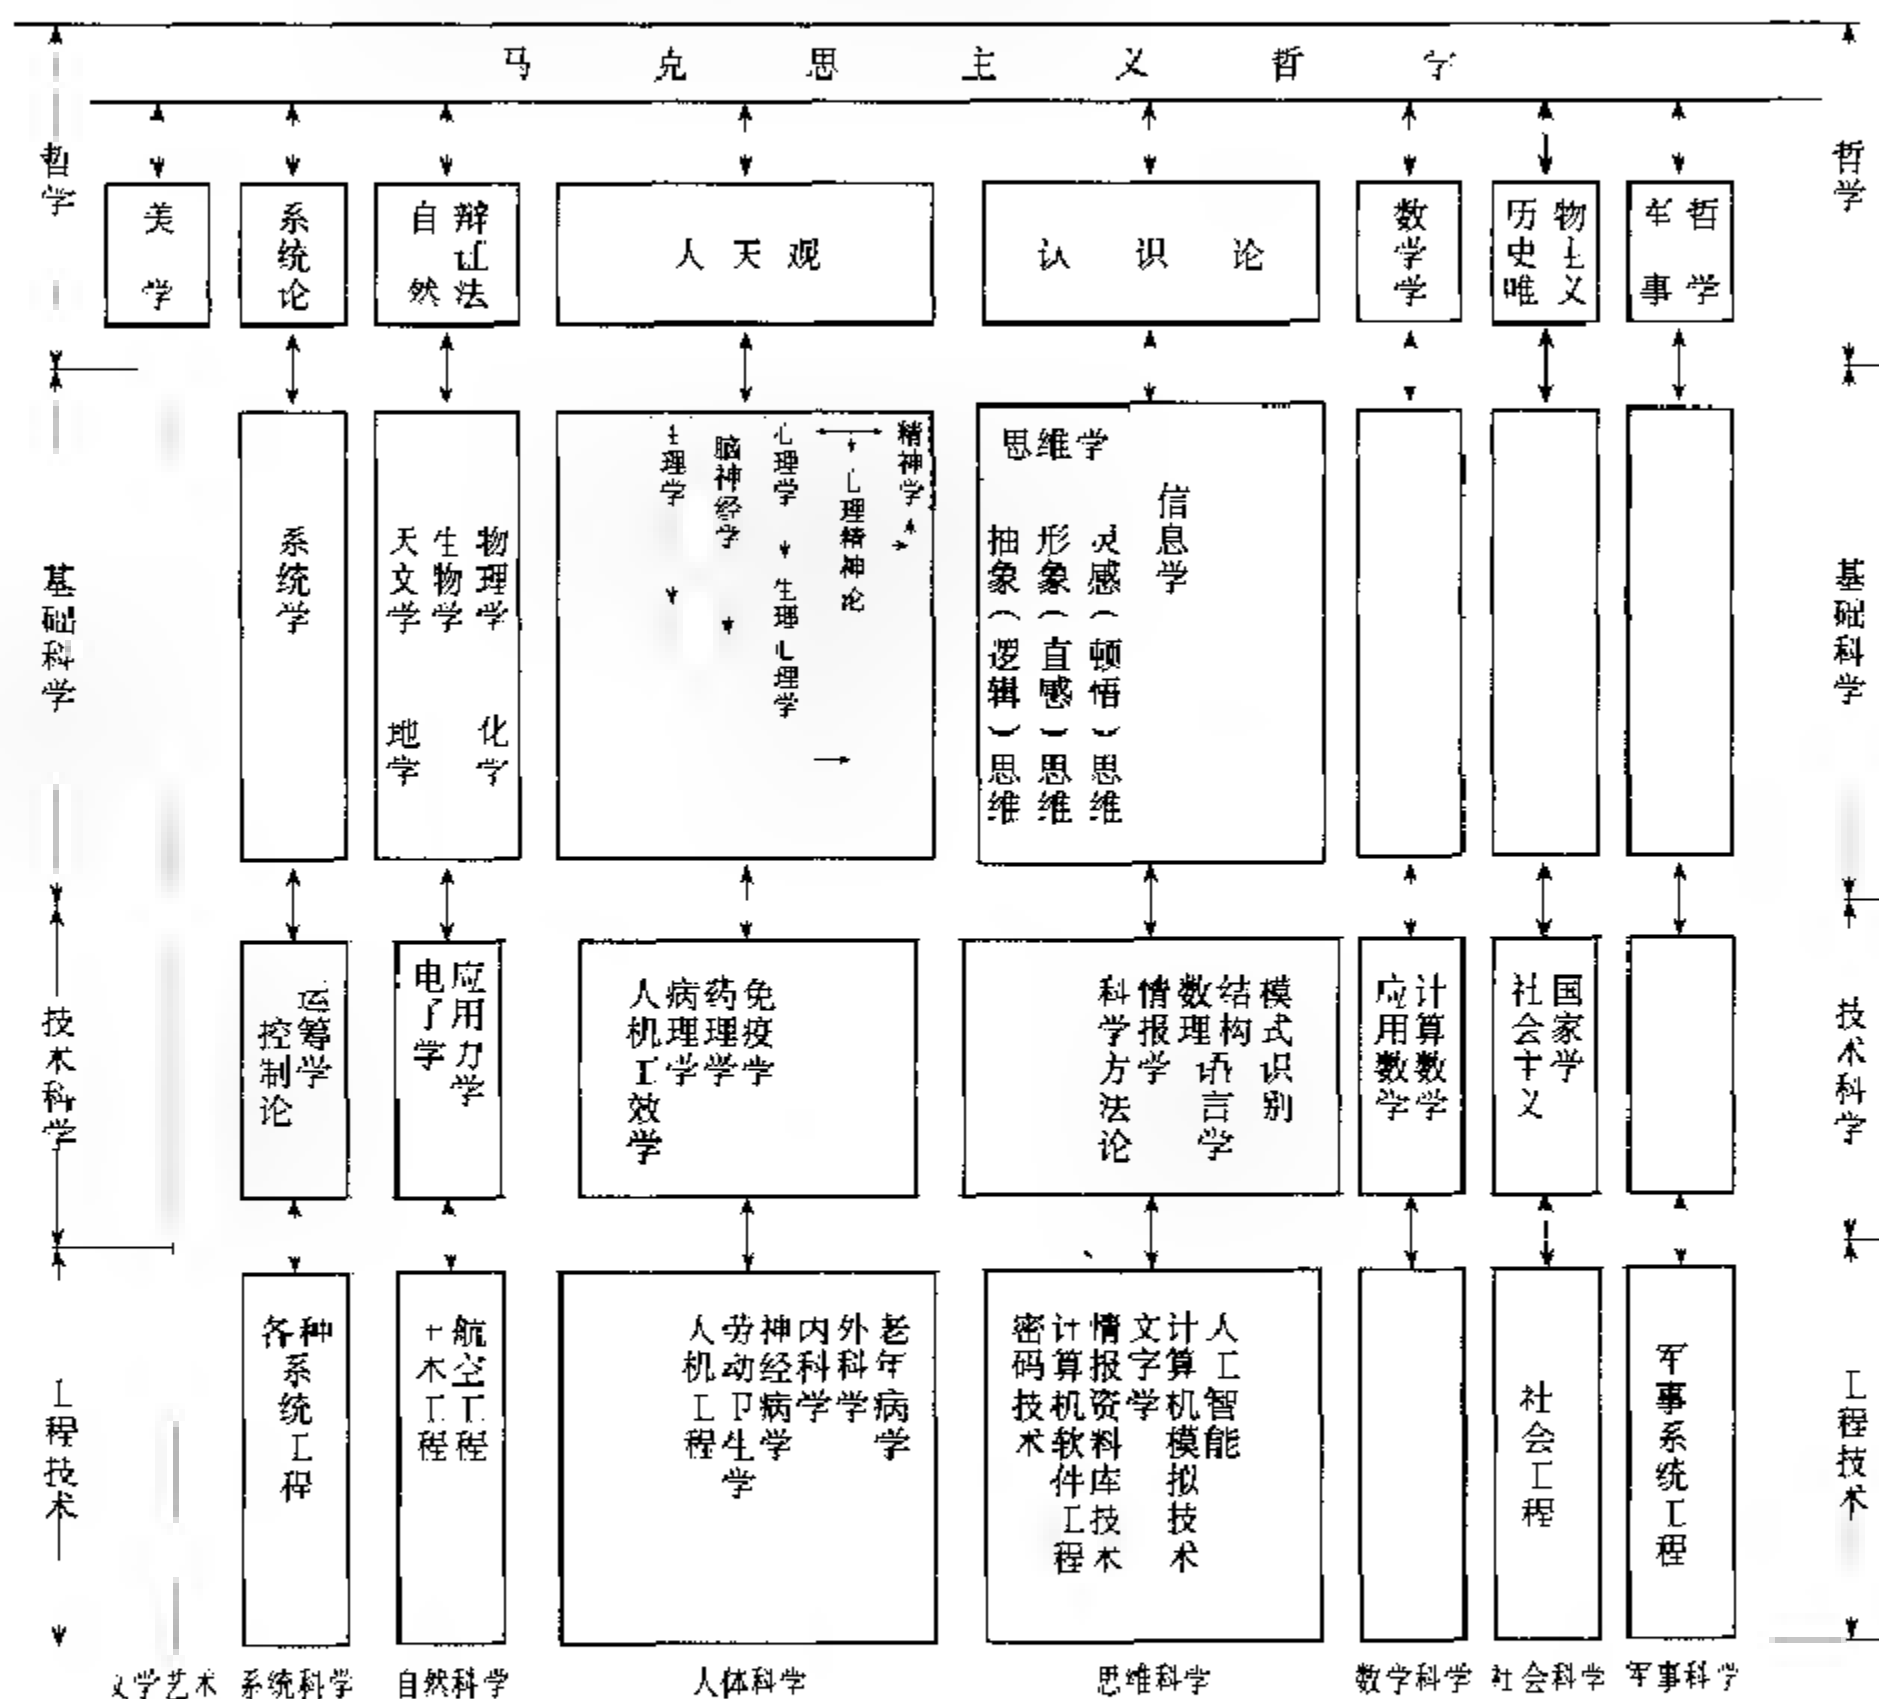 马克思主义哲学
哲学
哲学
美学
系统论
自然
辩证法
人天观
认识论
数学学
历史唯
物主义
军事
哲学
基础科学
基础科学
系统学
天文学
生物学
物理学
地学
化学
生理学
脑神经学
心理学
精神学
心理精神论
生理心理学
思维学
信息学
抽象(逻辑)思维
形象(直感)思维
灵感(顿悟)思维
技术科学
技术科学
控制论
运筹学
电子学
应用力学
人机工效学
病理学
药理学
免疫学
科学方法论
情报学
数理
结构
语言学
模式识别
应用数学
计算数学
社会主义
国家学
工程技术
工程技术
各种
系统工程
土木工程
航空工程
人机工程
劳动卫生学
神经病学
内科学
外科学
老年病学
密码技术
计算机软件工程
情报资料库技术
文字学
计算机模拟技术
人工智能
社会工程
军事系统工程
文学艺术 系统科学 自然科学 人体科学 思维科学 数学科学 社会科学 军事科学